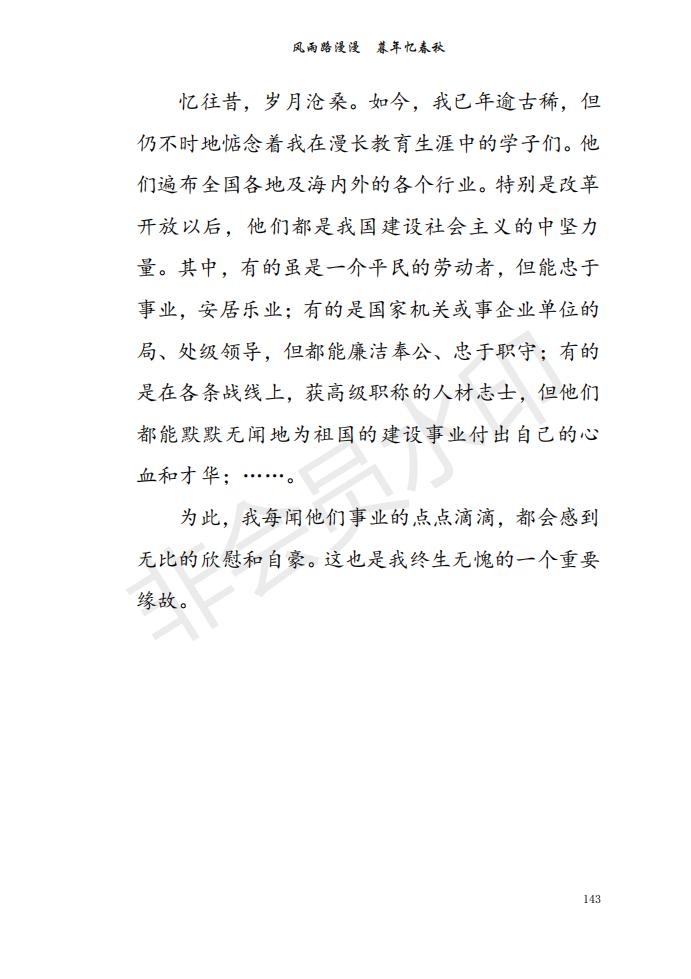 风雨路漫漫　暮年忆春秋
忆往昔，岁月沧桑。如今，我已年逾古稀，但
仍不时地惦念着我在漫长教育生涯中的学子们。他
们遍布全国各地及海内外的各个行业。特别是改革
开放以后，他们都是我国建设社会主义的中坚力
量。其中，有的虽是一介平民的劳动者，但能忠于
事业，安居乐业；有的是国家机关或事企业单位的
局、处级领导，但都能廉洁奉公、忠于职守；有的
是在各条战线上，获高级职称的人材志士，但他们
都能默默无闻地为祖国的建设事业付出自己的心
血和才华；……。
为此，我每闻他们事业的点点滴滴，都会感到
无比的欣慰和自豪。这也是我终生无愧的一个重要
缘故。
非会员水印
143